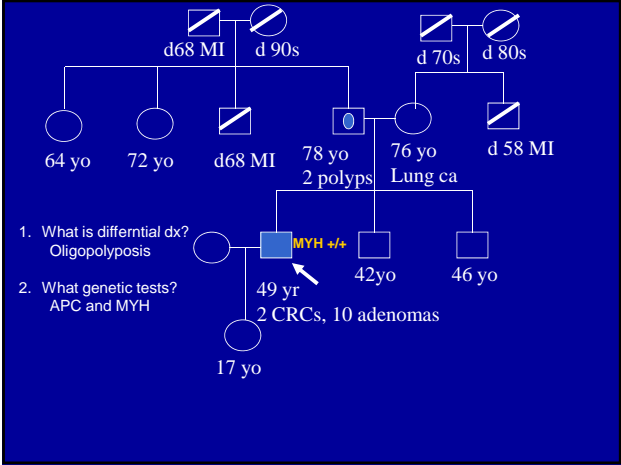 d68 MI
d 90s
d 70s
d 80s
64 yo
72 yo
d68 MI
78 yo
2 polyps
76 yo
Lung ca
d 58 MI
1. What is differntial dx?
Oligopolyposis
2. What genetic tests?
APC and MYH
MYH +/+
49 yr
2 CRCs, 10 adenomas
42yo
46 yo
17 yo